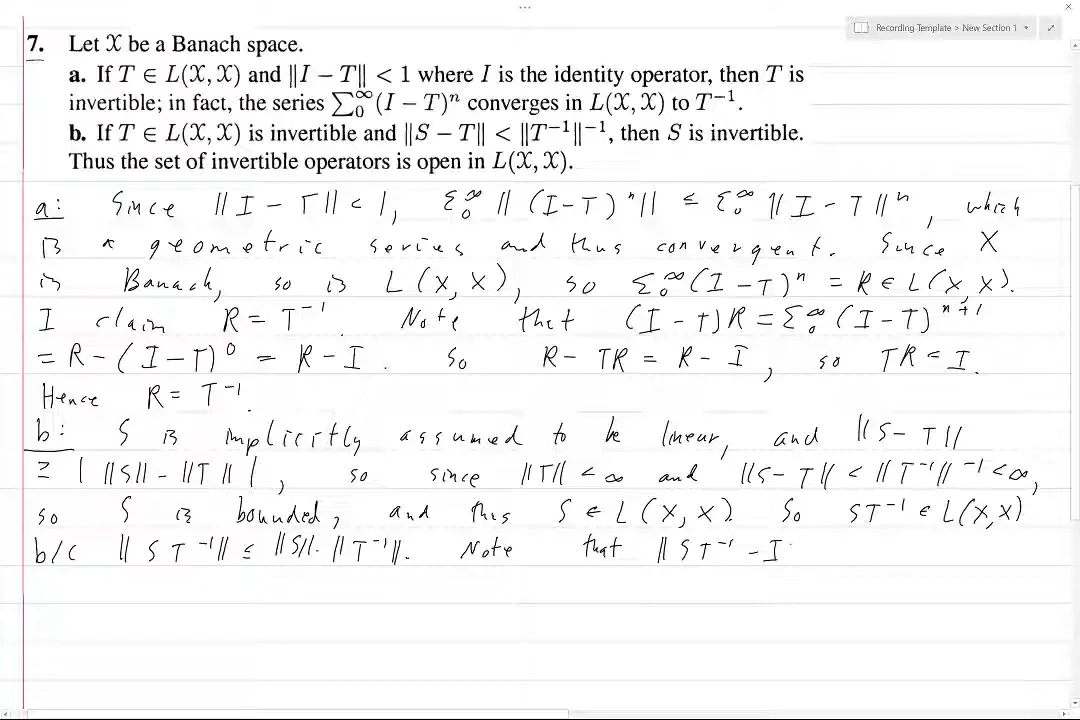 Recording Template > New Section 1
7. Let X be a Banach space.
a. If T ∈ L(X, X) and ‖I − T‖ < 1 where I is the identity operator, then T is
invertible; in fact, the series ∑₀^∞ (I − T)ⁿ converges in L(X, X) to T⁻¹.
b. If T ∈ L(X, X) is invertible and ‖S − T‖ < ‖T⁻¹‖⁻¹, then S is invertible.
Thus the set of invertible operators is open in L(X, X).
a: Since ‖I − T‖ < 1, Σ₀^∞ ‖(I−T)ⁿ‖ ≤ Σ₀^∞ ‖I − T‖ⁿ, which
is a geometric series and thus convergent. Since X
is Banach, so is L(X, X), so Σ₀^∞ (I−T)ⁿ = R ∈ L(X, X).
I claim R = T⁻¹. Note that (I − T)R = Σ₀^∞ (I − T)ⁿ⁺¹
= R − (I − T)⁰ = R − I. So R − TR = R − I, so TR = I.
Hence R = T⁻¹.
b: S is implicitly assumed to be linear, and ‖S − T‖
≥ | ‖S‖ − ‖T‖ |, so since ‖T‖ < ∞ and ‖S − T‖ < ‖T⁻¹‖⁻¹ < ∞,
so S is bounded, and thus S ∈ L(X, X). So ST⁻¹ ∈ L(X, X)
b/c ‖ST⁻¹‖ ≤ ‖S‖·‖T⁻¹‖. Note that ‖ST⁻¹ − I